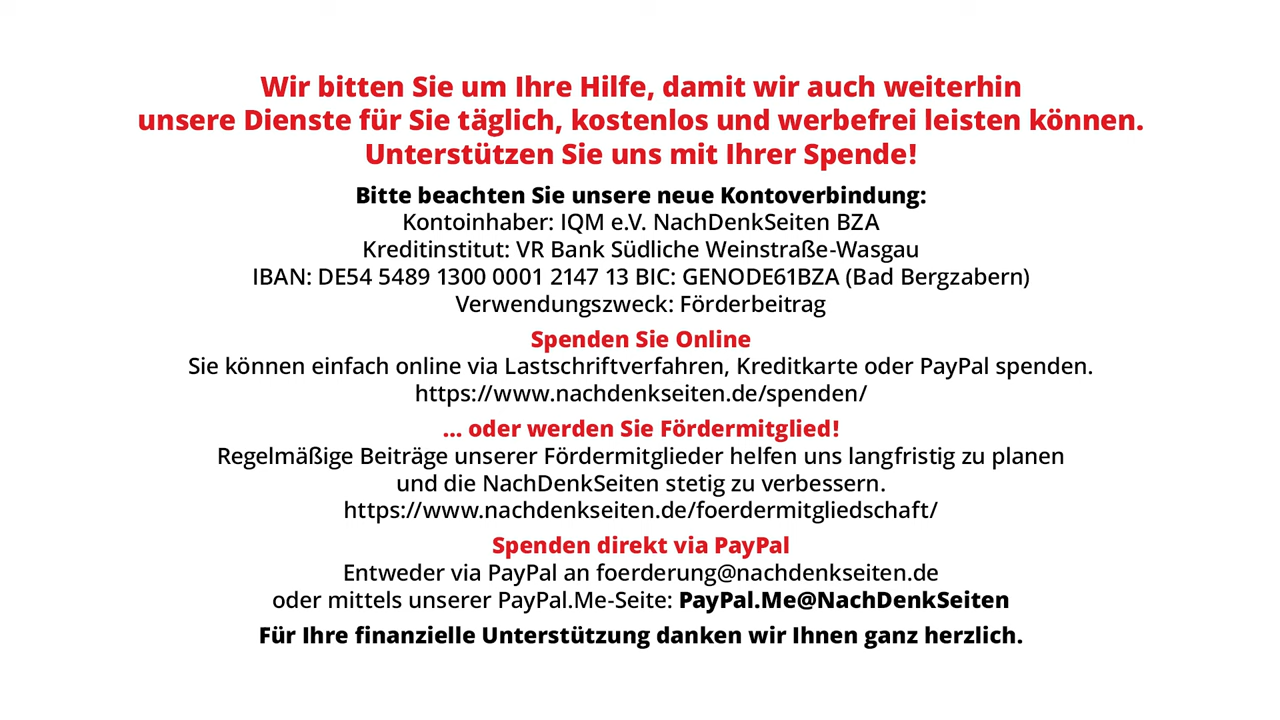 Wir bitten Sie um Ihre Hilfe, damit wir auch weiterhin
unsere Dienste für Sie täglich, kostenlos und werbefrei leisten können.
Unterstützen Sie uns mit Ihrer Spende!
Bitte beachten Sie unsere neue Kontoverbindung:
Kontoinhaber: IQM e.V. NachDenkSeiten BZA
Kreditinstitut: VR Bank Südliche Weinstraße-Wasgau
IBAN: DE54 5489 1300 0001 2147 13 BIC: GENODE61BZA (Bad Bergzabern)
Verwendungszweck: Förderbeitrag
Spenden Sie Online
Sie können einfach online via Lastschriftverfahren, Kreditkarte oder PayPal spenden.
https://www.nachdenkseiten.de/spenden/
... oder werden Sie Fördermitglied!
Regelmäßige Beiträge unserer Fördermitglieder helfen uns langfristig zu planen
und die NachDenkSeiten stetig zu verbessern.
https://www.nachdenkseiten.de/foerdermitgliedschaft/
Spenden direkt via PayPal
Entweder via PayPal an foerderung@nachdenkseiten.de
oder mittels unserer PayPal.Me-Seite: PayPal.Me@NachDenkSeiten
Für Ihre finanzielle Unterstützung danken wir Ihnen ganz herzlich.